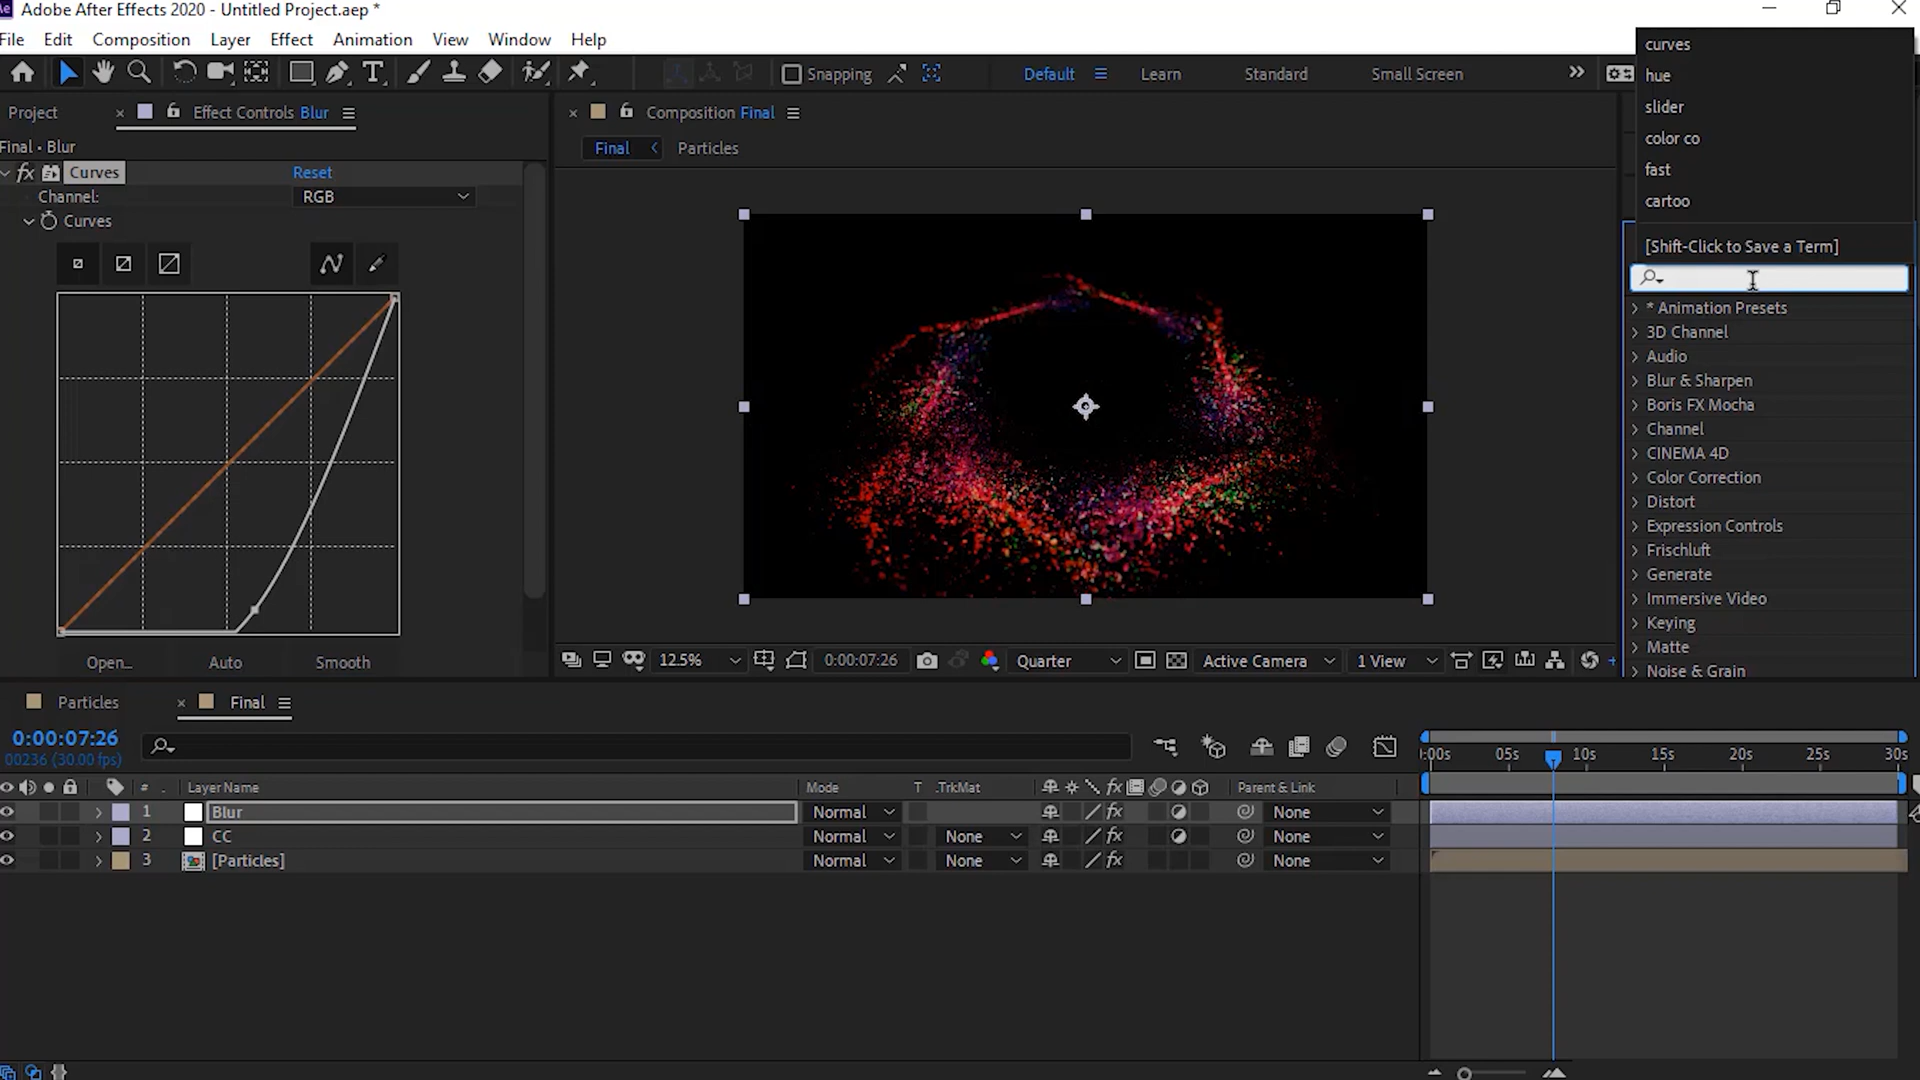 Ae Adobe After Effects 2020 - Untitled Project.aep *
File Edit Composition Layer Effect Animation View Window Help
T Snapping Default Learn Standard Small Screen
Project Effect Controls Blur
Composition Final
Final • Blur
Final Particles
fx Curves Reset
Channel: RGB
Curves
Open... Auto Smooth
12.5% 0:00:07:26 Quarter Active Camera 1 View
curves
hue
slider
color co
fast
cartoo
[Shift-Click to Save a Term]
* Animation Presets
3D Channel
Audio
Blur & Sharpen
Boris FX Mocha
Channel
CINEMA 4D
Color Correction
Distort
Expression Controls
Frischluft
Generate
Immersive Video
Keying
Matte
Noise & Grain
Particles Final
0:00:07:26
00236 (30.00 fps)
:00s 05s 10s 15s 20s 25s 30s
# Layer Name Mode T .TrkMat fx Parent & Link
1 Blur Normal fx None
2 CC Normal None fx None
3 [Particles] Normal None fx None